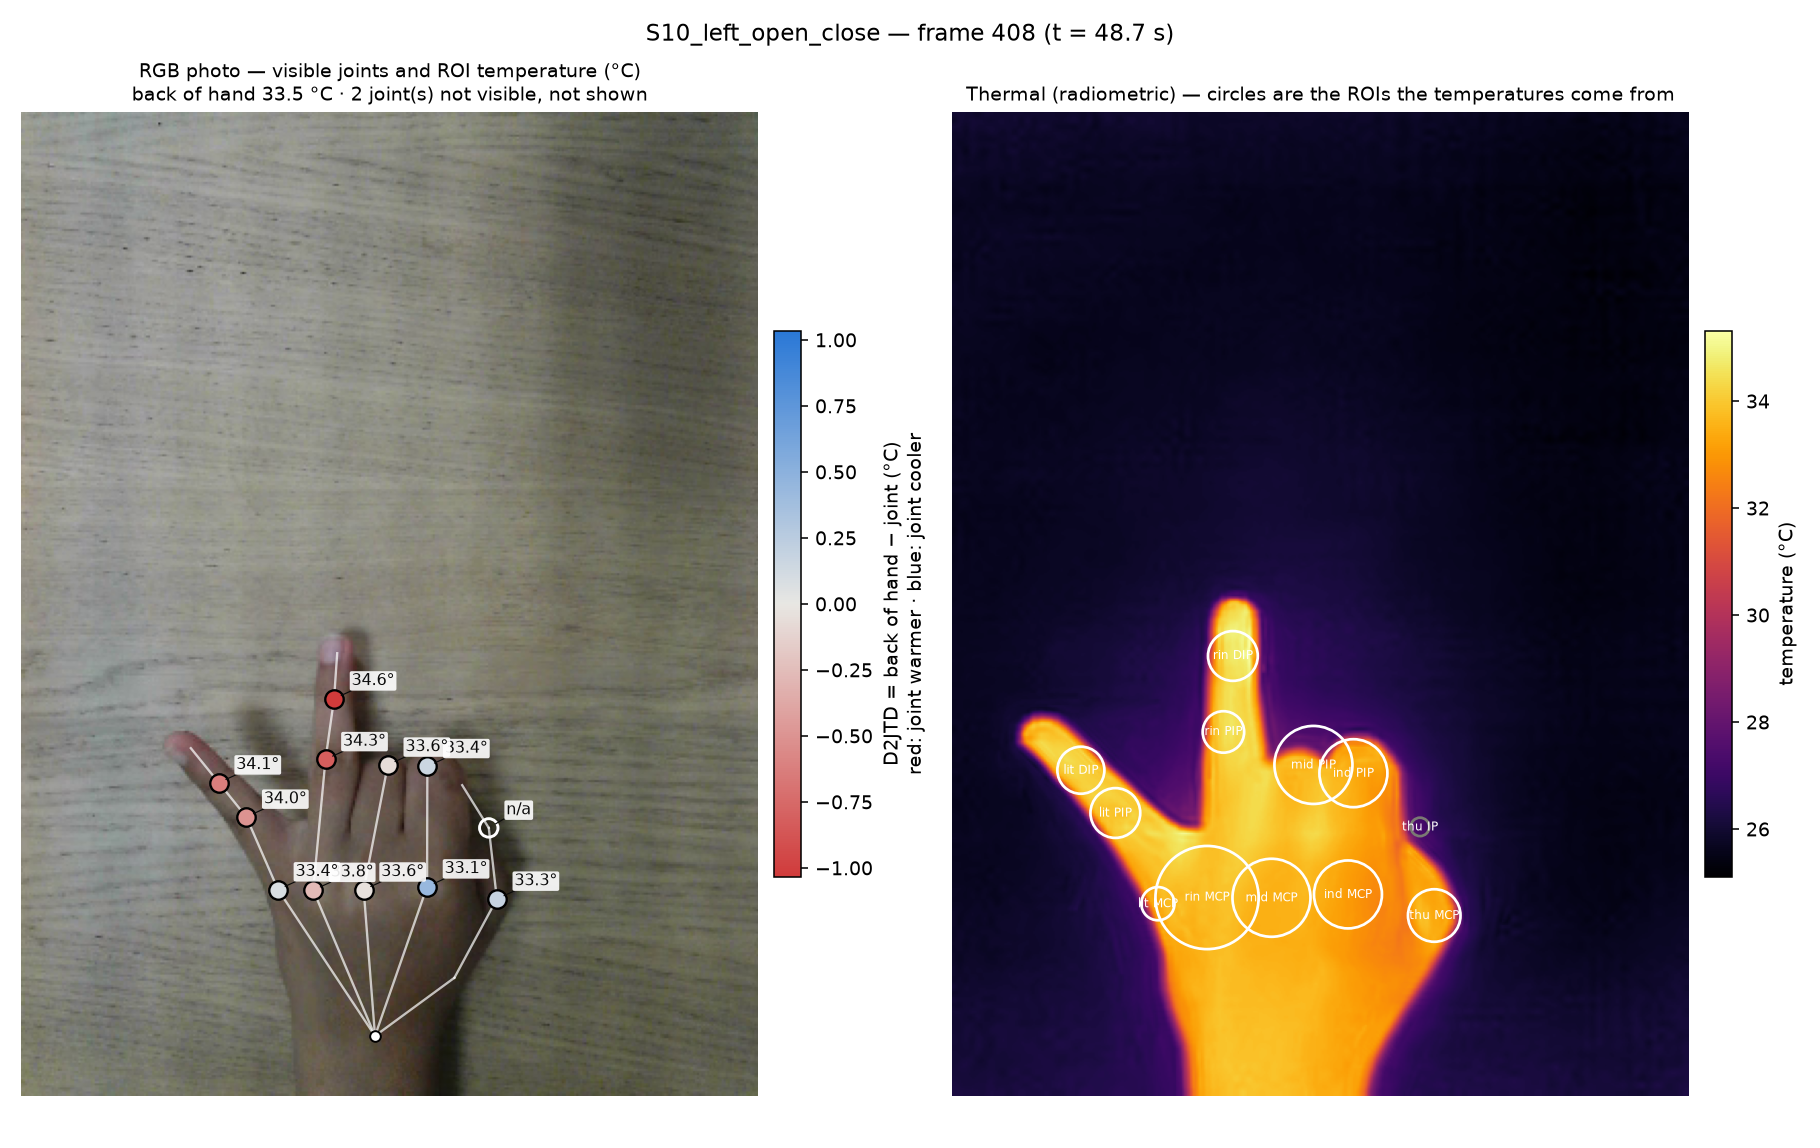 S10_left_open_close — frame 408 (t = 48.7 s)
RGB photo — visible joints and ROI temperature (°C)
back of hand 33.5 °C · 2 joint(s) not visible, not shown
34.6°
34.3°
33.6°
33.4°
34.1°
34.0°
n/a
33.4°
3.8°
33.6°
33.1°
33.3°
1.00
0.75
0.50
0.25
0.00
−0.25
−0.50
−0.75
−1.00
D2JTD = back of hand − joint (°C)
red: joint warmer · blue: joint cooler
Thermal (radiometric) — circles are the ROIs the temperatures come from
rin DIP
rin PIP
mid PIP
ind PIP
lit DIP
lit PIP
thu IP
lit MCP
rin MCP
mid MCP
ind MCP
thu MCP
34
32
30
28
26
temperature (°C)